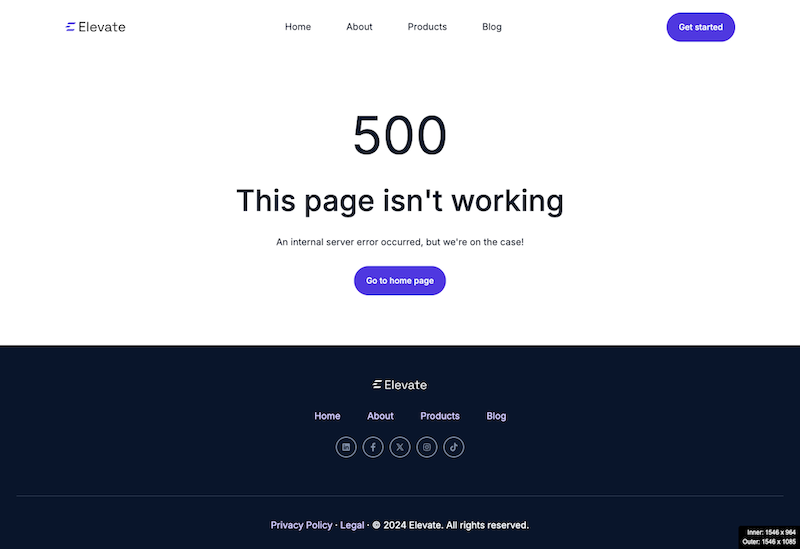 Elevate
Home About Products Blog
Get started
500
This page isn't working
An internal server error occurred, but we're on the case!
Go to home page
Elevate
Home About Products Blog
Privacy Policy · Legal · © 2024 Elevate. All rights reserved.
Inner: 1546 x 964
Outer: 1546 x 1085